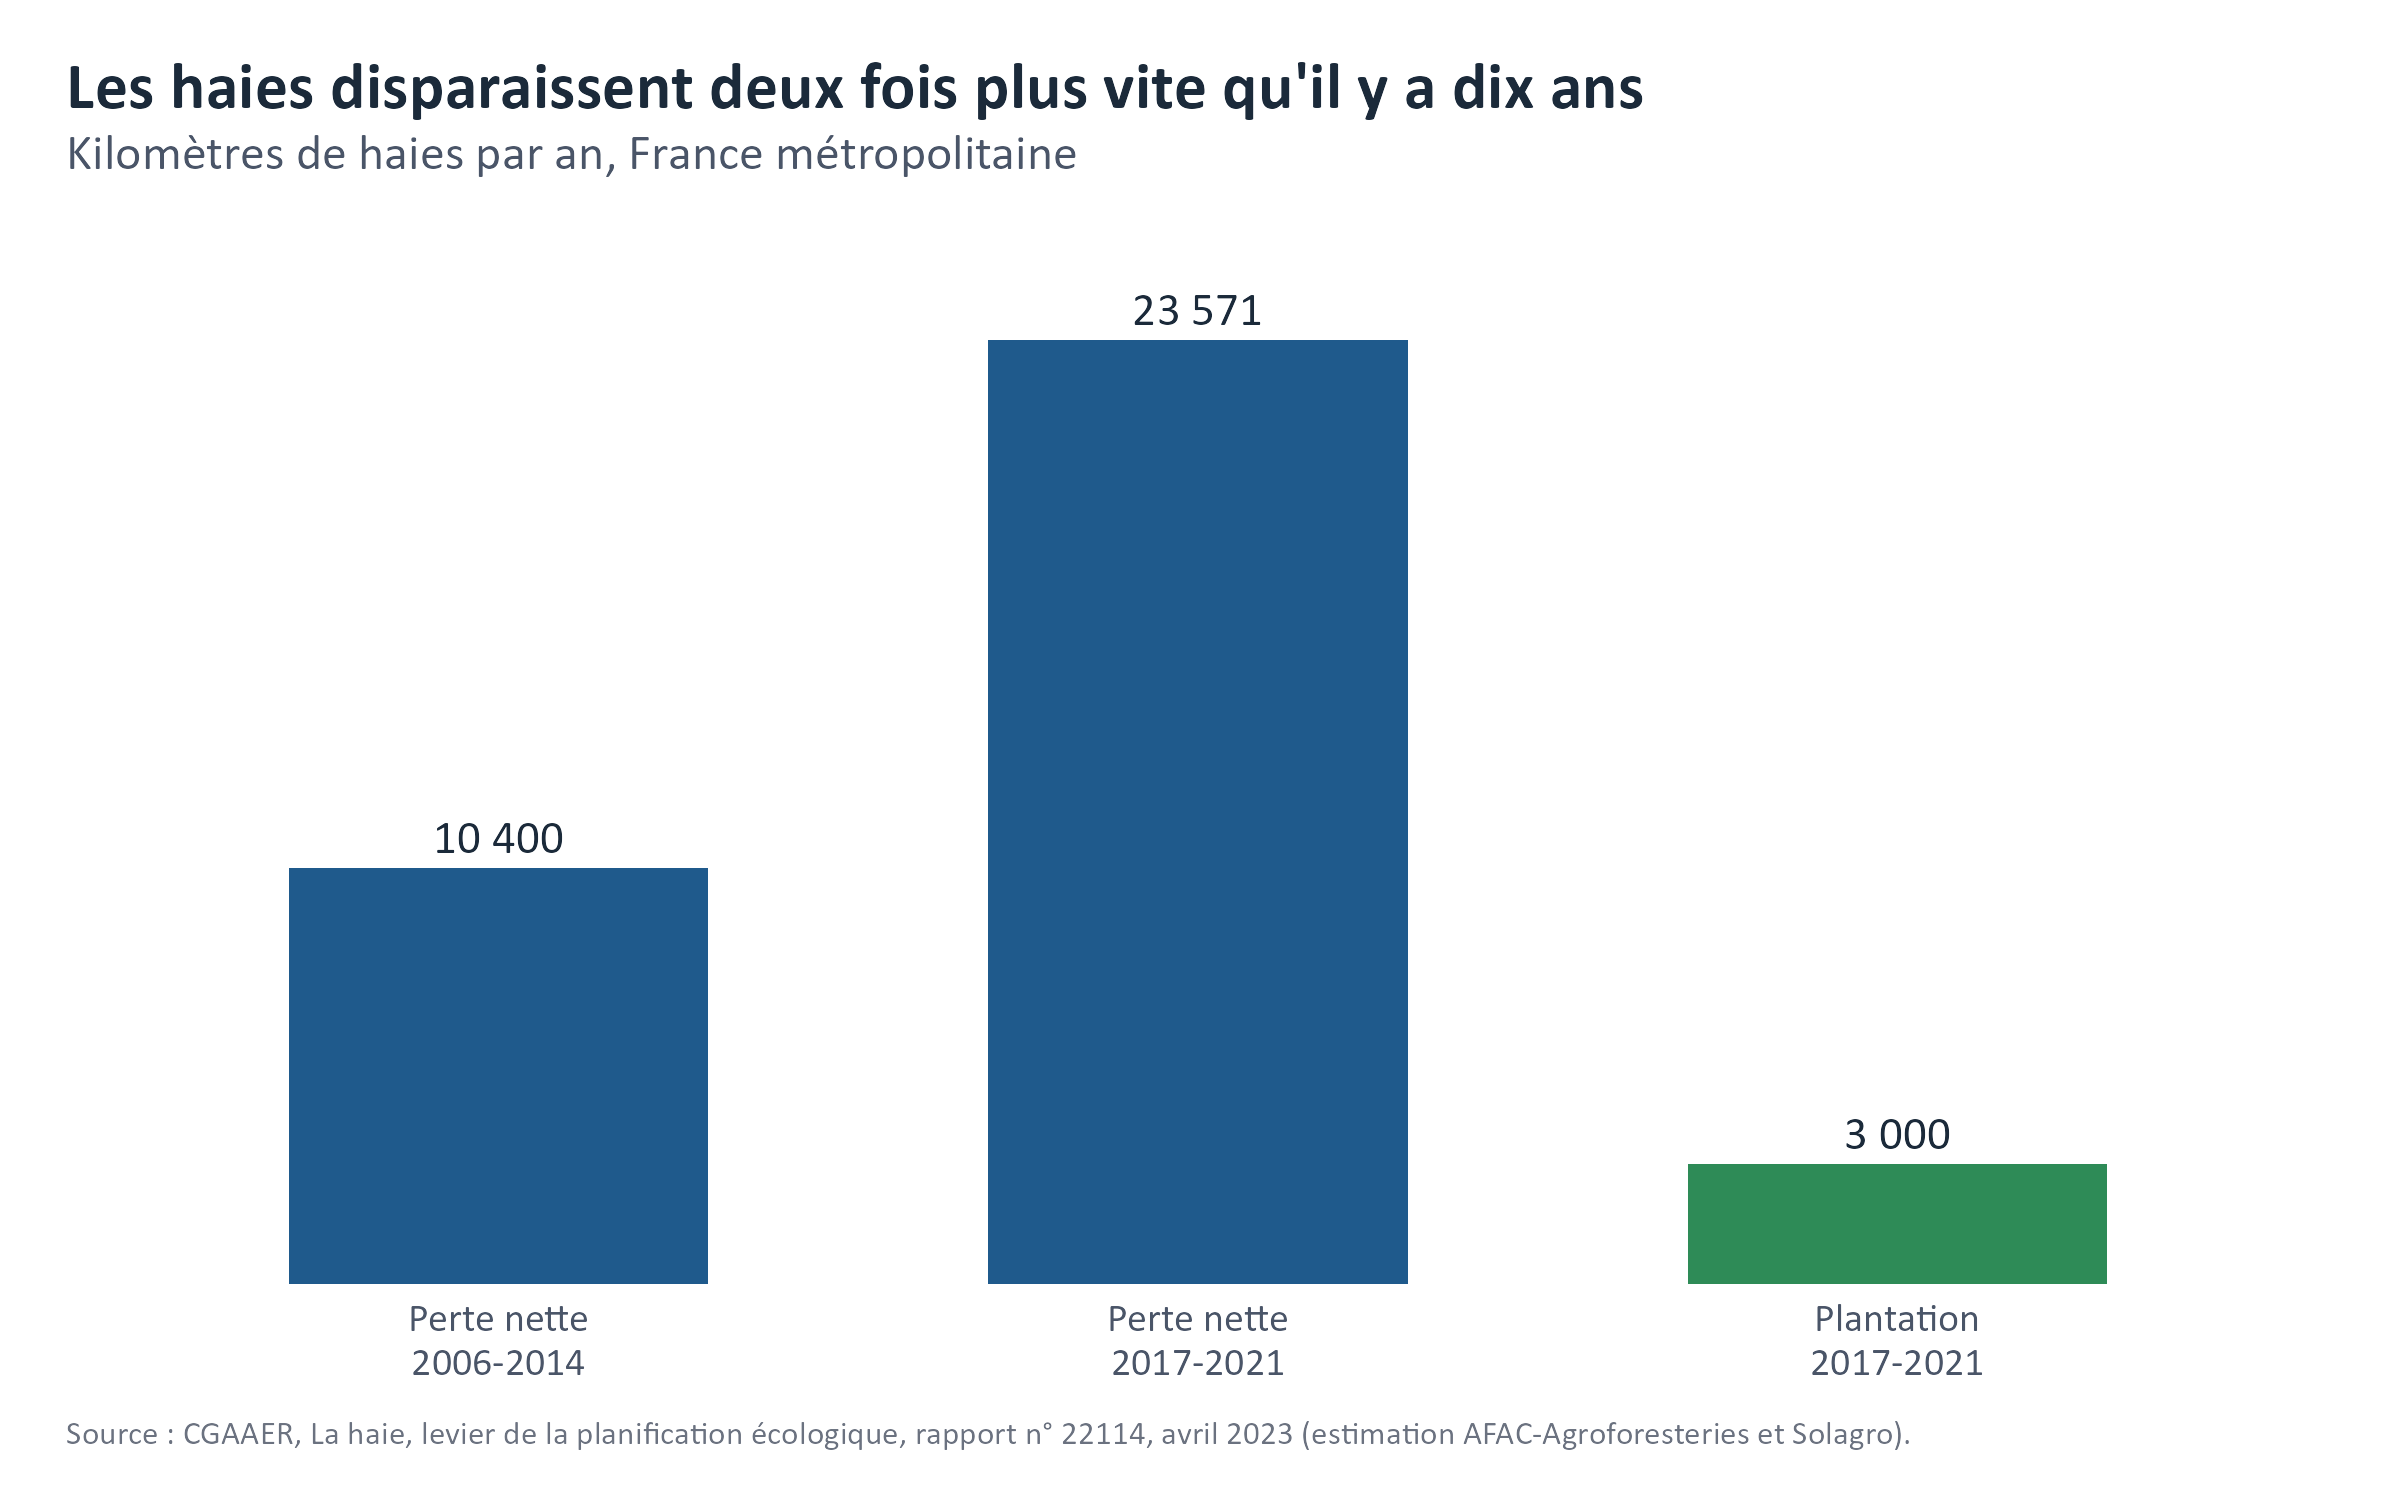 Les haies disparaissent deux fois plus vite qu'il y a dix ans
Kilomètres de haies par an, France métropolitaine
23 571
10 400
3 000
Perte nette
2006-2014
Perte nette
2017-2021
Plantation
2017-2021
Source : CGAAER, La haie, levier de la planification écologique, rapport n° 22114, avril 2023 (estimation AFAC-Agroforesteries et Solagro).